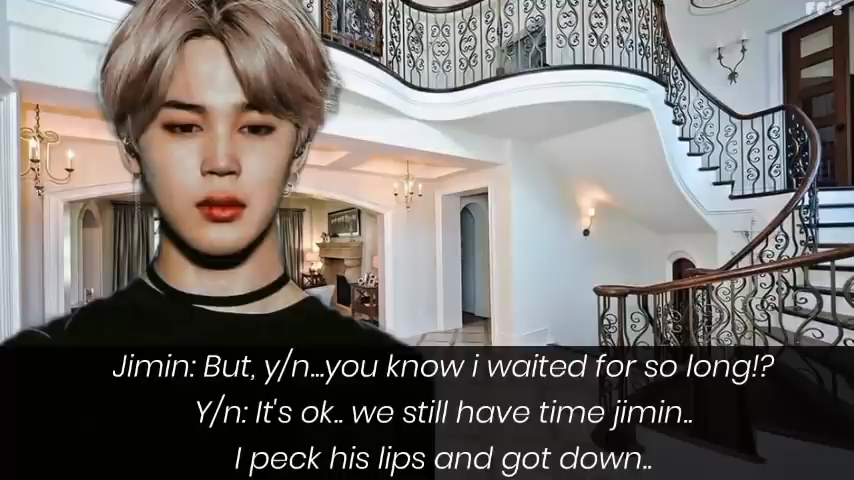 Jimin: But, y/n...you know i waited for so long!?
Y/n: It's ok.. we still have time jimin..
I peck his lips and got down..